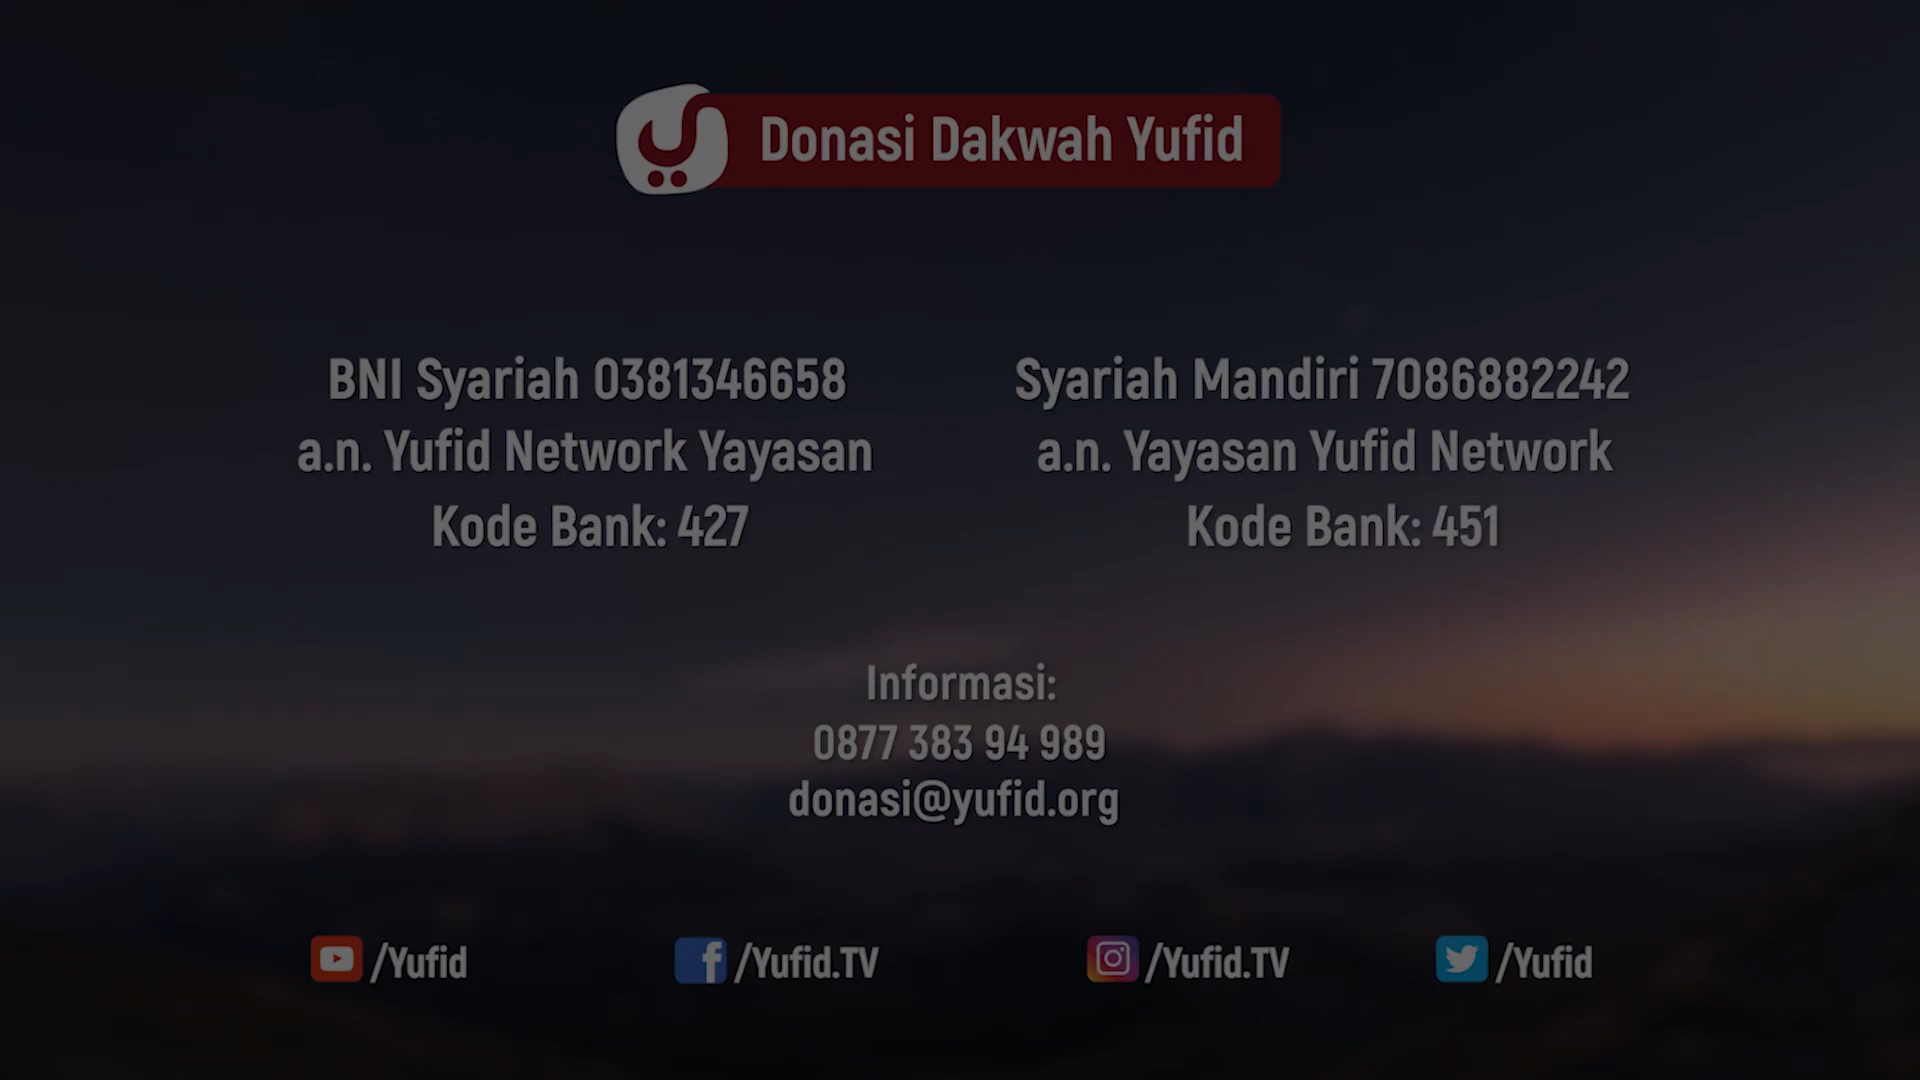 Donasi Dakwah Yufid
BNI Syariah 0381346658
a.n. Yufid Network Yayasan
Kode Bank: 427
Syariah Mandiri 7086882242
a.n. Yayasan Yufid Network
Kode Bank: 451
Informasi:
0877 383 94 989
donasi@yufid.org
/Yufid
/Yufid.TV
/Yufid.TV
/Yufid